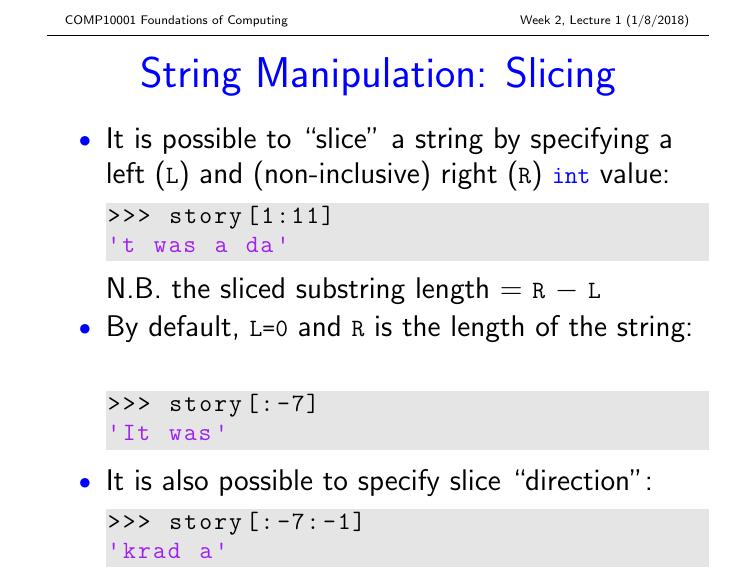 COMP10001 Foundations of Computing Week 2, Lecture 1 (1/8/2018)
String Manipulation: Slicing
• It is possible to “slice” a string by specifying a
left (L) and (non-inclusive) right (R) int value:
>>> story[1:11]
't was a da'
N.B. the sliced substring length = R − L
• By default, L=0 and R is the length of the string:
>>> story[:-7]
'It was'
• It is also possible to specify slice “direction”:
>>> story[:-7:-1]
'krad a'